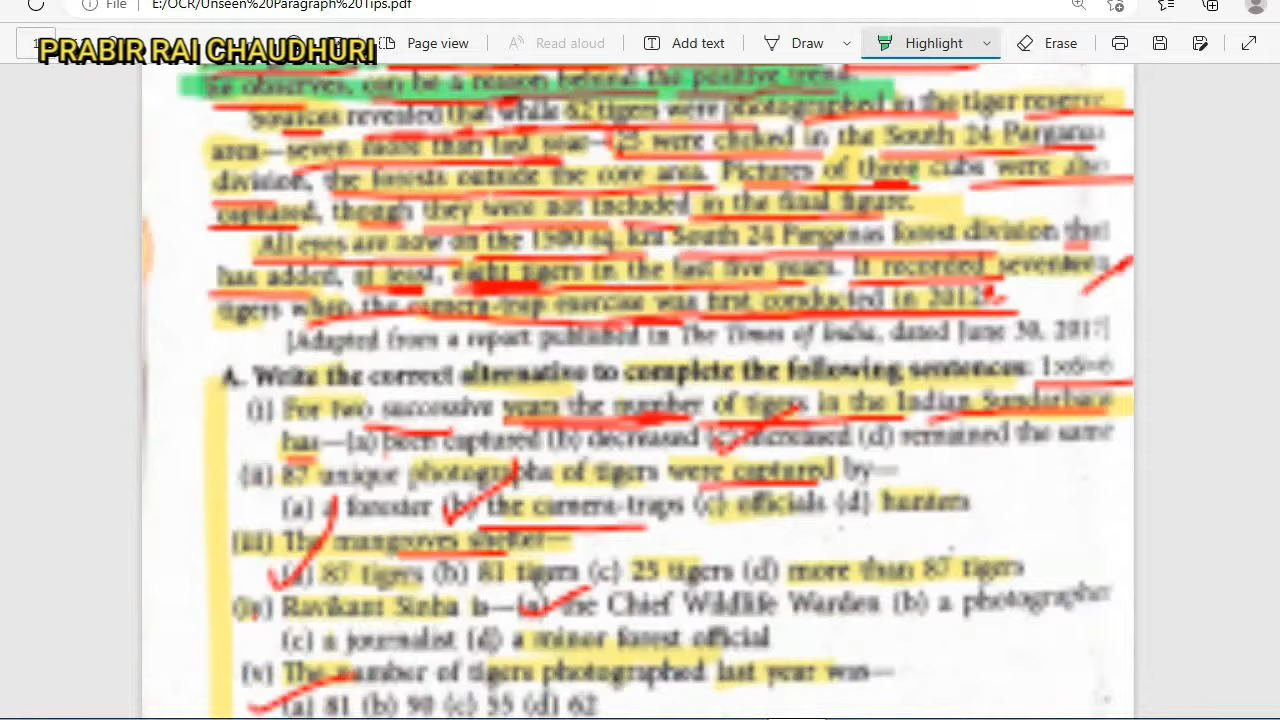 File | E:/OCR/Unseen%20Paragraph%20Tips.pdf
PRABIR RAI CHAUDHURI
Page view Read aloud Add text Draw Highlight Erase
he observes, can be a reason behind the positive trend.
Sources revealed that while 62 tigers were photographed in the tiger reserve
area—seven more than last year—25 were clicked in the South 24 Parganas
division, the forests outside the core area. Pictures of three cubs were also
captured, though they were not included in the final figure.
All eyes are now on the 1500 sq. km South 24 Parganas forest division that
has added, at least, eight tigers in the last five years. It recorded seventeen
tigers when the camera-trap exercise was first conducted in 2012.
[Adapted from a report published in The Times of India, dated June 30, 2017]
A. Write the correct alternative to complete the following sentences: 1×6=6
(i) For two successive years the number of tigers in the Indian Sundarbans
has—(a) been captured (b) decreased (c) increased (d) remained the same
(ii) 87 unique photographs of tigers were captured by—
(a) a forester (b) the camera-traps (c) officials (d) hunters
(iii) The mangroves shelter—
(a) 87 tigers (b) 81 tigers (c) 25 tigers (d) more than 87 tigers
(iv) Ravikant Sinha is—(a) the Chief Wildlife Warden (b) a photographer
(c) a journalist (d) a minor forest official
(v) The number of tigers photographed last year was—
(a) 81 (b) 90 (c) 55 (d) 62